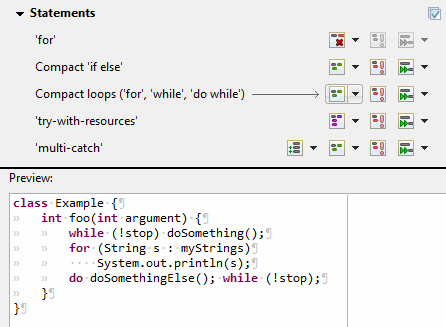 Statements
'for'
Compact 'if else'
Compact loops ('for', 'while', 'do while')
'try-with-resources'
'multi-catch'
Preview:
class·Example·{¶
»   int·foo(int·argument)·{¶
»   »   while·(!stop)·doSomething();¶
»   »   for·(String·s·:·myStrings)¶
»   »   ····System.out.println(s);¶
»   »   do·doSomethingElse();·while·(!stop);¶
»   }¶
}¶